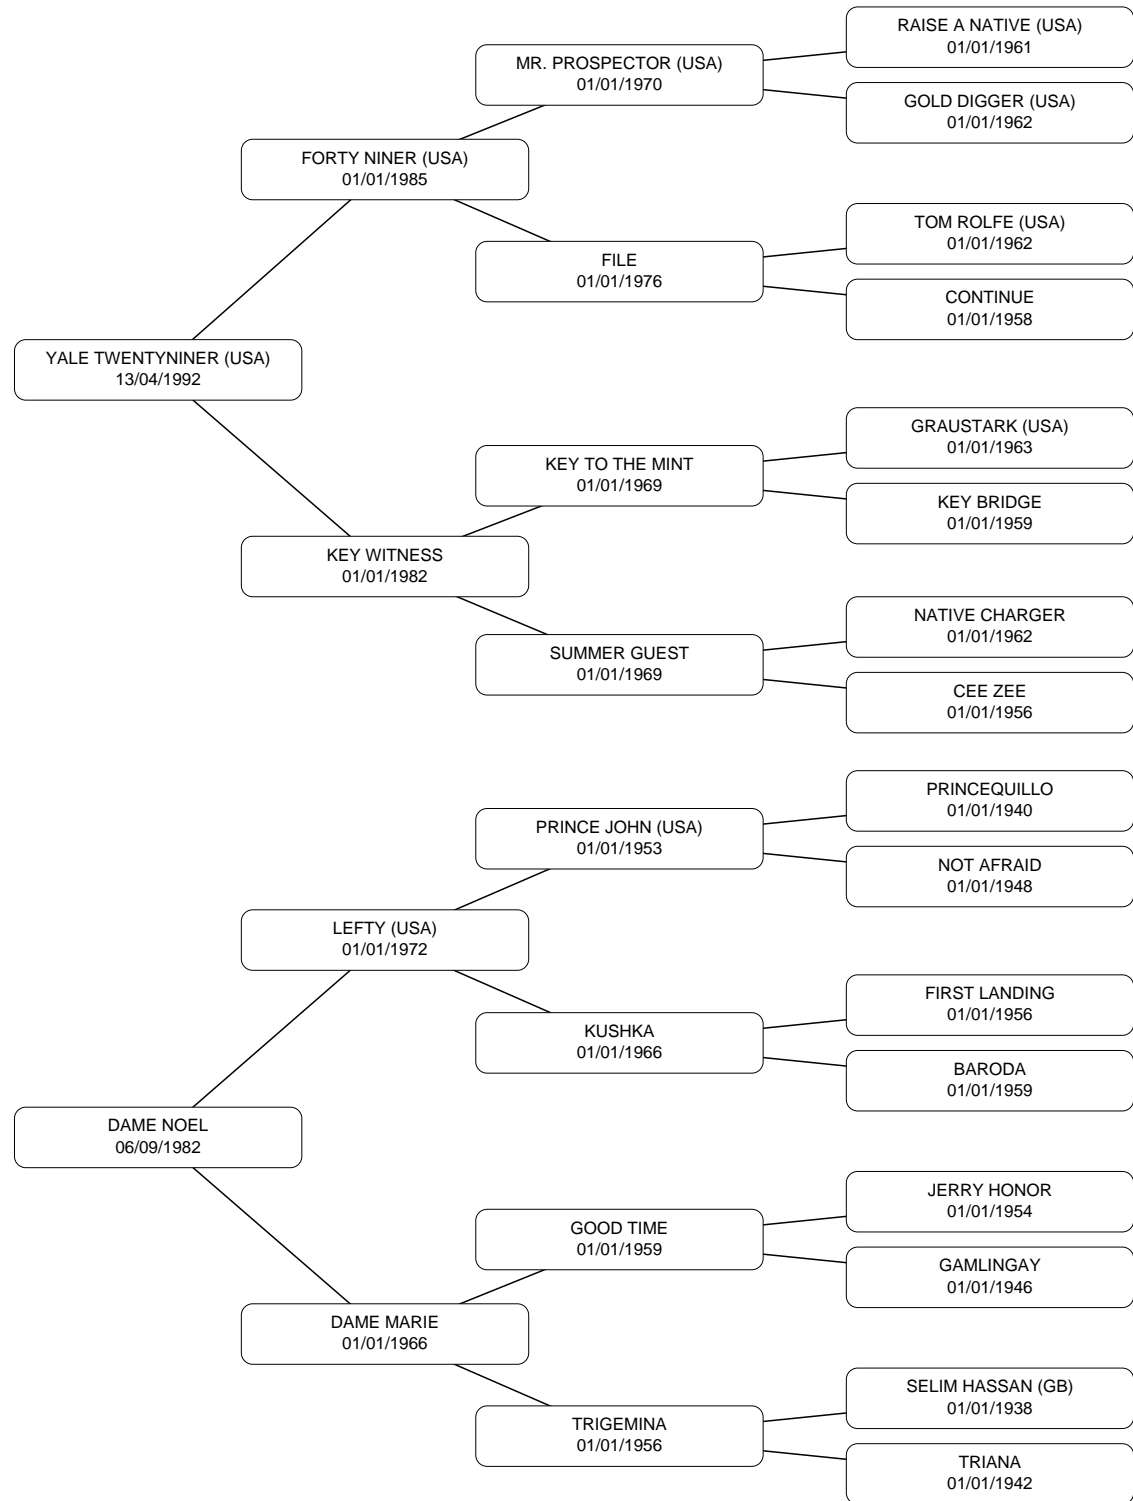 RAISE A NATIVE (USA)
01/01/1961
MR. PROSPECTOR (USA)
01/01/1970
GOLD DIGGER (USA)
01/01/1962
FORTY NINER (USA)
01/01/1985
TOM ROLFE (USA)
01/01/1962
FILE
01/01/1976
CONTINUE
01/01/1958
YALE TWENTYNINER (USA)
13/04/1992
GRAUSTARK (USA)
01/01/1963
KEY TO THE MINT
01/01/1969
KEY BRIDGE
01/01/1959
KEY WITNESS
01/01/1982
NATIVE CHARGER
01/01/1962
SUMMER GUEST
01/01/1969
CEE ZEE
01/01/1956
PRINCEQUILLO
01/01/1940
PRINCE JOHN (USA)
01/01/1953
NOT AFRAID
01/01/1948
LEFTY (USA)
01/01/1972
FIRST LANDING
01/01/1956
KUSHKA
01/01/1966
BARODA
01/01/1959
DAME NOEL
06/09/1982
JERRY HONOR
01/01/1954
GOOD TIME
01/01/1959
GAMLINGAY
01/01/1946
DAME MARIE
01/01/1966
SELIM HASSAN (GB)
01/01/1938
TRIGEMINA
01/01/1956
TRIANA
01/01/1942